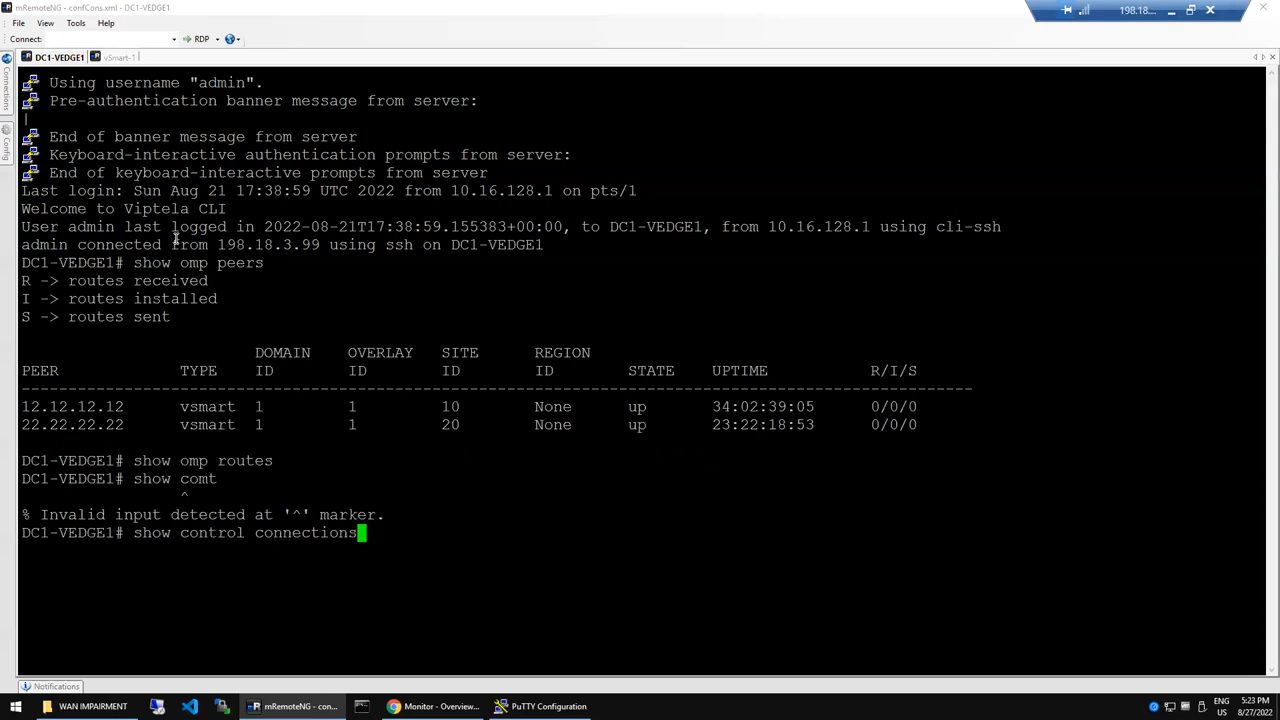 mRemoteNG - confCons.xml - DC1-VEDGE1
198.18....
File View Tools Help
Connect: RDP
DC1-VEDGE1 vSmart-1
Connections
Config
Using username "admin".
Pre-authentication banner message from server:
|
End of banner message from server
Keyboard-interactive authentication prompts from server:
End of keyboard-interactive prompts from server
Last login: Sun Aug 21 17:38:59 UTC 2022 from 10.16.128.1 on pts/1
Welcome to Viptela CLI
User admin last logged in 2022-08-21T17:38:59.155383+00:00, to DC1-VEDGE1, from 10.16.128.1 using cli-ssh
admin connected from 198.18.3.99 using ssh on DC1-VEDGE1
DC1-VEDGE1# show omp peers
R -> routes received
I -> routes installed
S -> routes sent
DOMAIN OVERLAY SITE REGION
PEER TYPE ID ID ID ID STATE UPTIME R/I/S
---------------------------------------------------------------------------------------------------
12.12.12.12 vsmart 1 1 10 None up 34:02:39:05 0/0/0
22.22.22.22 vsmart 1 1 20 None up 23:22:18:53 0/0/0
DC1-VEDGE1# show omp routes
DC1-VEDGE1# show comt
^
% Invalid input detected at '^' marker.
DC1-VEDGE1# show control connections
Notifications
WAN IMPAIRMENT mRemoteNG - con... Monitor - Overview... PuTTY Configuration ENG US 5:23 PM 8/27/2022